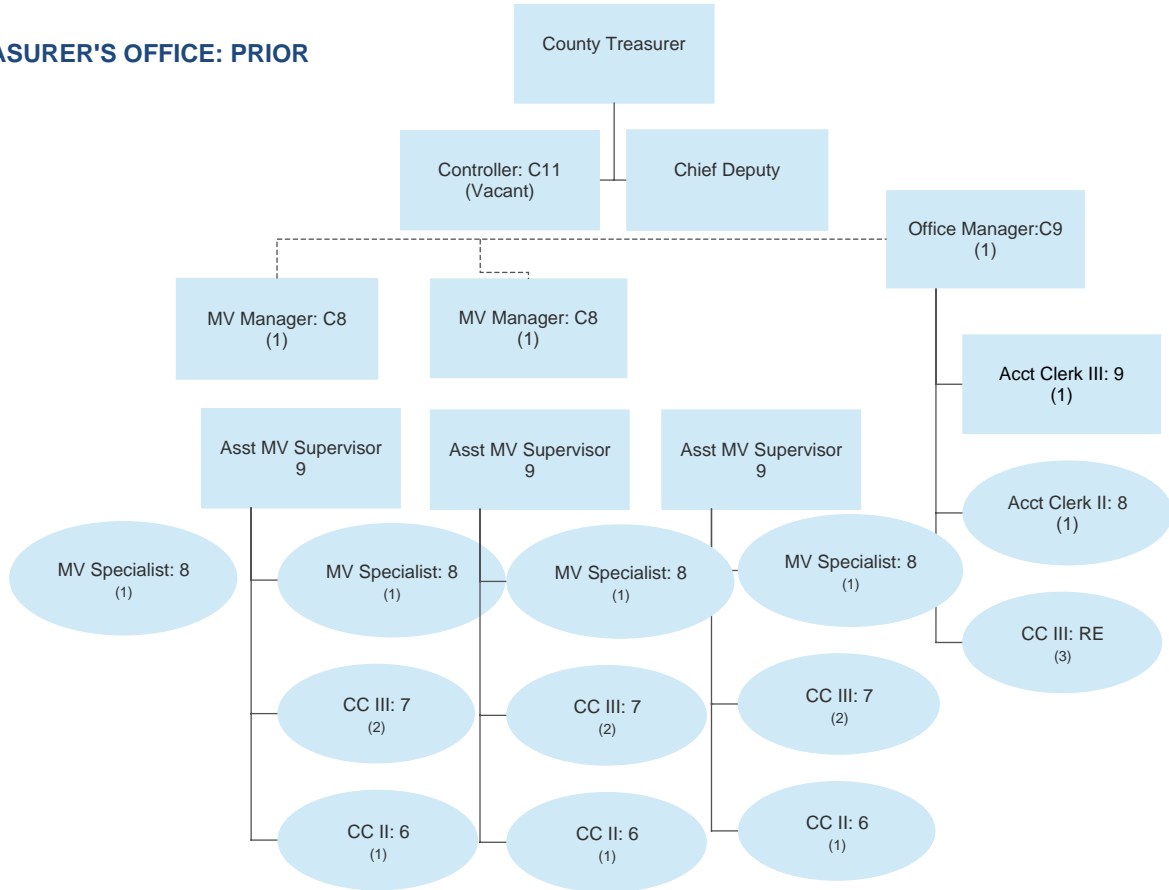 ASURER'S OFFICE: PRIOR
County Treasurer
Controller: C11
(Vacant)
Chief Deputy
Office Manager:C9
(1)
MV Manager: C8
(1)
MV Manager: C8
(1)
Acct Clerk III: 9
(1)
Asst MV Supervisor
9
Asst MV Supervisor
9
Asst MV Supervisor
9
Acct Clerk II: 8
(1)
MV Specialist: 8
(1)
MV Specialist: 8
(1)
MV Specialist: 8
(1)
MV Specialist: 8
(1)
CC III: RE
(3)
CC III: 7
(2)
CC III: 7
(2)
CC III: 7
(2)
CC II: 6
(1)
CC II: 6
(1)
CC II: 6
(1)